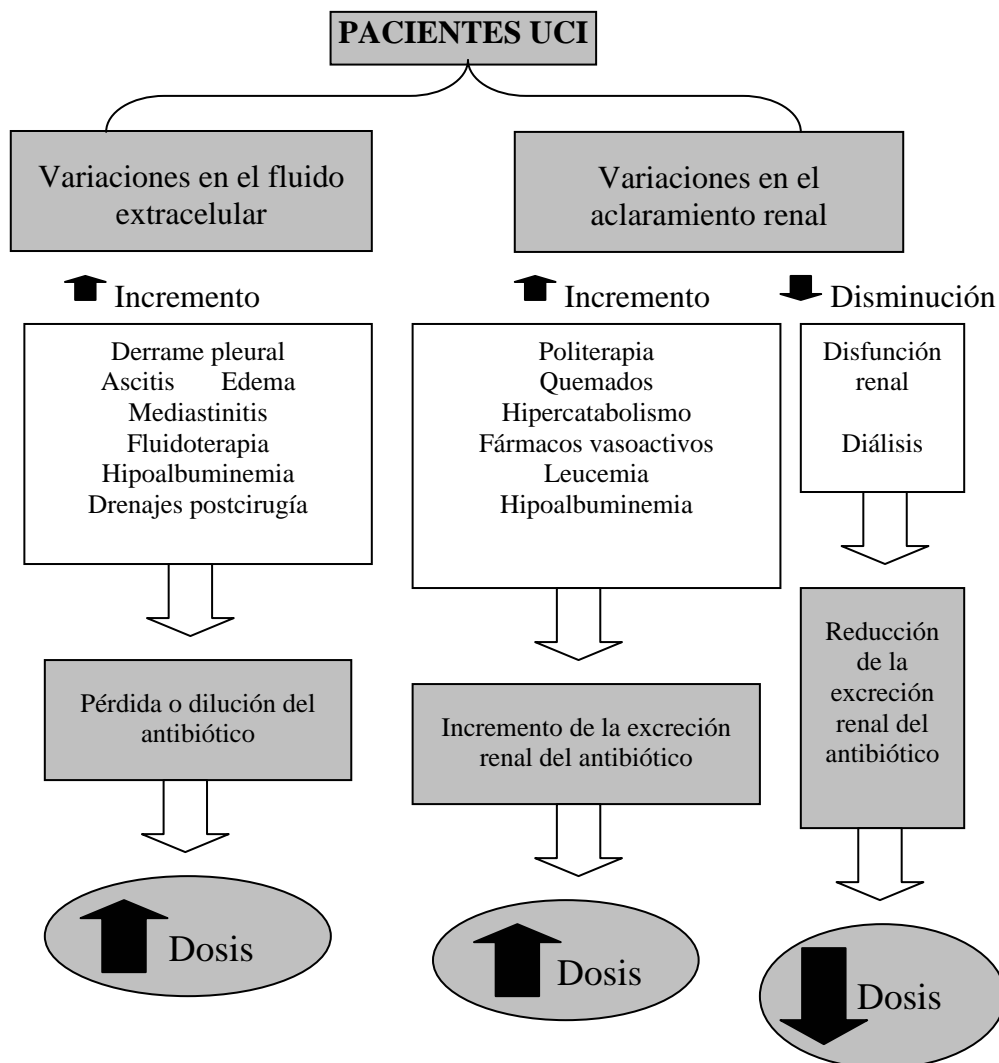 PACIENTES UCI
Variaciones en el fluido
extracelular
Incremento
Derrame pleural
Ascitis Edema
Mediastinitis
Fluidoterapia
Hipoalbuminemia
Drenajes postcirugía
Pérdida o dilución del
antibiótico
Dosis
Variaciones en el
aclaramiento renal
Incremento
Politerapia
Quemados
Hipercatabolismo
Fármacos vasoactivos
Leucemia
Hipoalbuminemia
Incremento de la excreción
renal del antibiótico
Dosis
Disminución
Disfunción
renal
Diálisis
Reducción
de la
excreción
renal del
antibiótico
Dosis